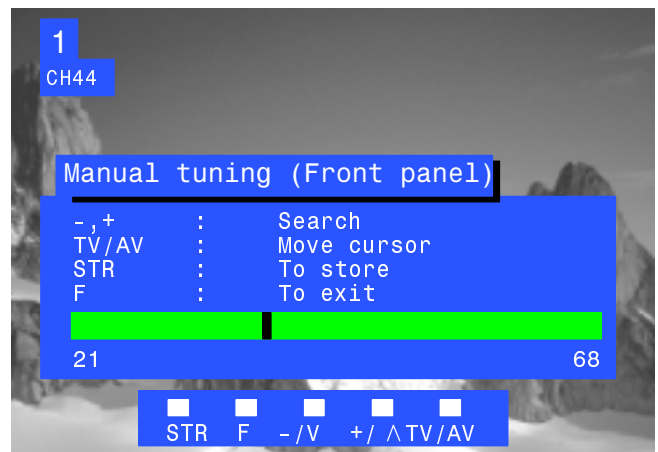 1
CH44
Manual tuning (Front panel)
-,+ : Search
TV/AV : Move cursor
STR : To store
F : To exit
21 68
STR F -/V +/ ∧TV/AV